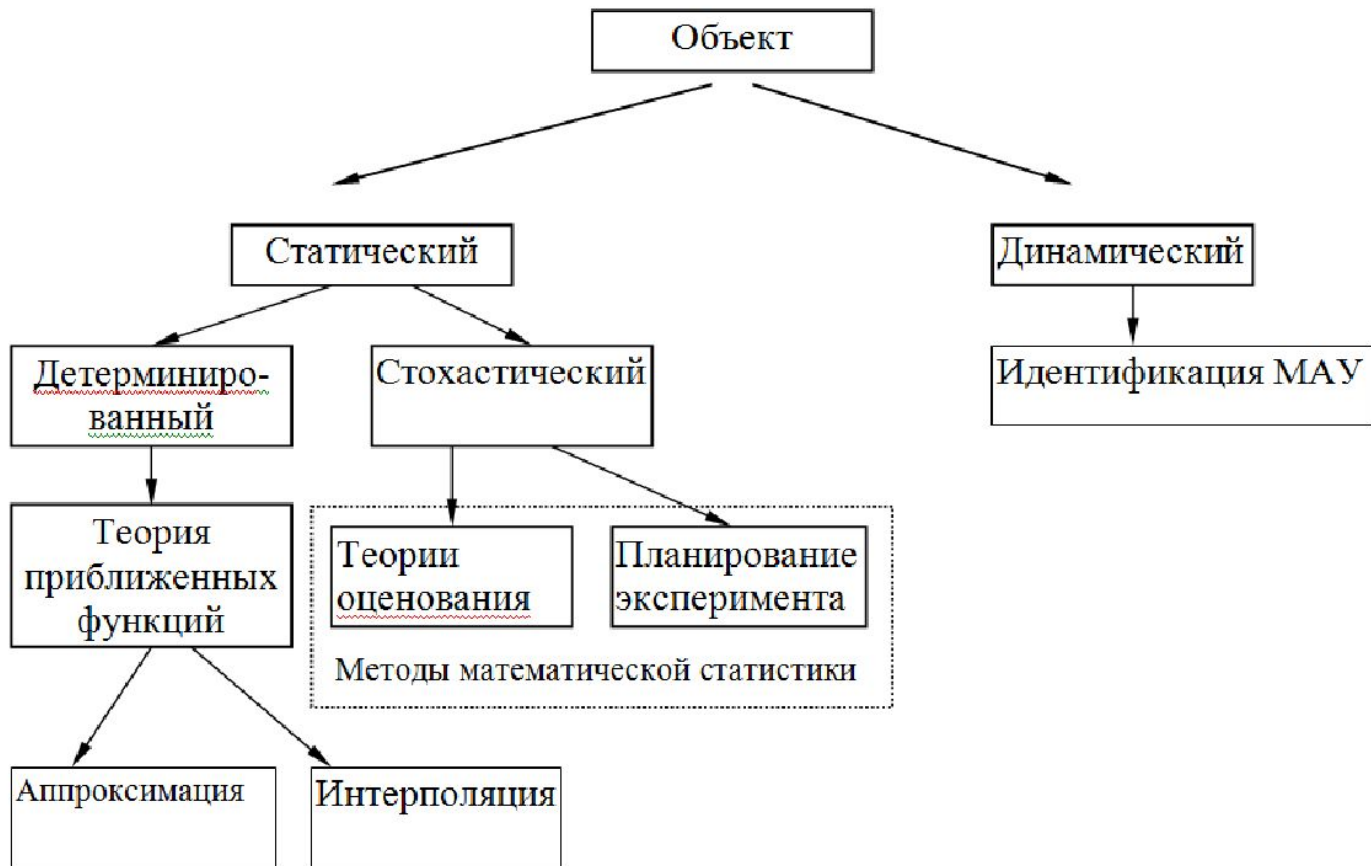 Объект
Статический
Динамический
Детерминиро-
ванный
Стохастический
Идентификация МАУ
Теория
приближенных
функций
Теории
оценования
Планирование
эксперимента
Методы математической статистики
Аппроксимация
Интерполяция